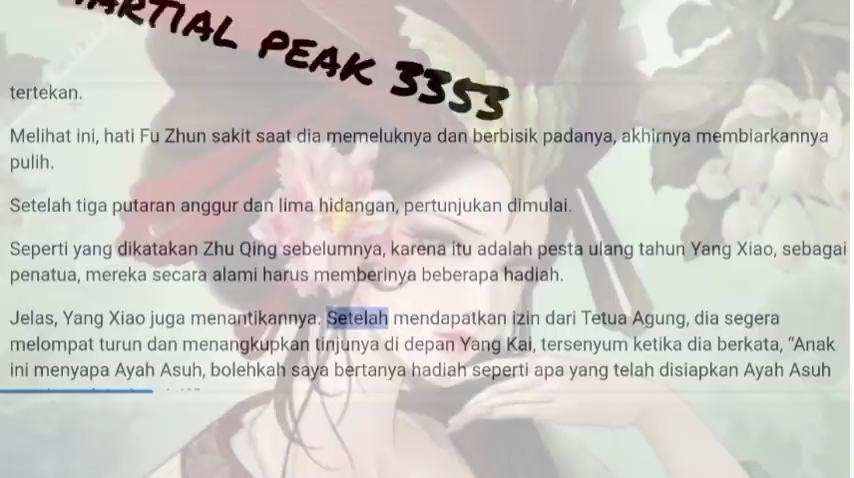 MARTIAL PEAK 3353
tertekan.
Melihat ini, hati Fu Zhun sakit saat dia memeluknya dan berbisik padanya, akhirnya membiarkannya
pulih.
Setelah tiga putaran anggur dan lima hidangan, pertunjukan dimulai.
Seperti yang dikatakan Zhu Qing sebelumnya, karena itu adalah pesta ulang tahun Yang Xiao, sebagai
penatua, mereka secara alami harus memberinya beberapa hadiah.
Jelas, Yang Xiao juga menantikannya. Setelah mendapatkan izin dari Tetua Agung, dia segera
melompat turun dan menangkupkan tinjunya di depan Yang Kai, tersenyum ketika dia berkata, “Anak
ini menyapa Ayah Asuh, bolehkah saya bertanya hadiah seperti apa yang telah disiapkan Ayah Asuh